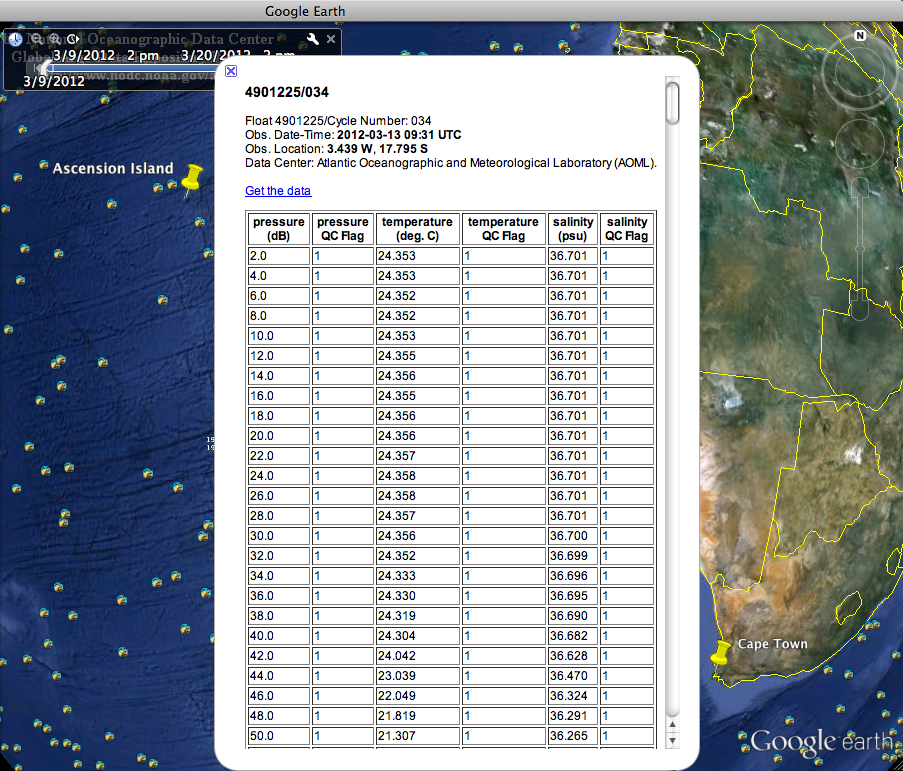 Google Earth
National Oceanographic Data Center
3/9/2012 2 pm 3/20/2012 2 pm
www.nodc.noaa.gov/
3/9/2012
N
Ascension Island
4901225/034
Float 4901225/Cycle Number: 034
Obs. Date-Time: 2012-03-13 09:31 UTC
Obs. Location: 3.439 W, 17.795 S
Data Center: Atlantic Oceanographic and Meteorological Laboratory (AOML).
Get the data
pressure (dB) pressure QC Flag temperature (deg. C) temperature QC Flag salinity (psu) salinity QC Flag
2.0 1 24.353 1 36.701 1
4.0 1 24.353 1 36.701 1
6.0 1 24.352 1 36.701 1
8.0 1 24.352 1 36.701 1
10.0 1 24.353 1 36.701 1
12.0 1 24.355 1 36.701 1
14.0 1 24.356 1 36.701 1
16.0 1 24.355 1 36.701 1
18.0 1 24.356 1 36.701 1
20.0 1 24.356 1 36.701 1
22.0 1 24.357 1 36.701 1
24.0 1 24.358 1 36.701 1
26.0 1 24.358 1 36.701 1
28.0 1 24.357 1 36.701 1
30.0 1 24.356 1 36.700 1
32.0 1 24.352 1 36.699 1
34.0 1 24.333 1 36.696 1
36.0 1 24.330 1 36.695 1
38.0 1 24.319 1 36.690 1
40.0 1 24.304 1 36.682 1
42.0 1 24.042 1 36.628 1
44.0 1 23.039 1 36.470 1
46.0 1 22.049 1 36.324 1
48.0 1 21.819 1 36.291 1
50.0 1 21.307 1 36.265 1
Cape Town
Google earth